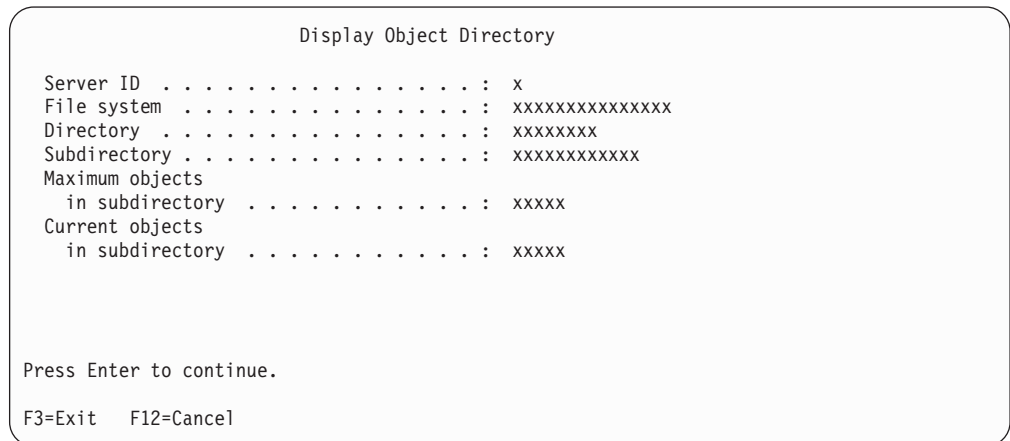 Display Object Directory
Server ID . . . . . . . . . . . . . . . : x
File system . . . . . . . . . . . . . . : xxxxxxxxxxxxxxx
Directory . . . . . . . . . . . . . . . : xxxxxxxx
Subdirectory . . . . . . . . . . . . . . : xxxxxxxxxxxx
Maximum objects
in subdirectory . . . . . . . . . . . : xxxxx
Current objects
in subdirectory . . . . . . . . . . . : xxxxx
Press Enter to continue.
F3=Exit F12=Cancel